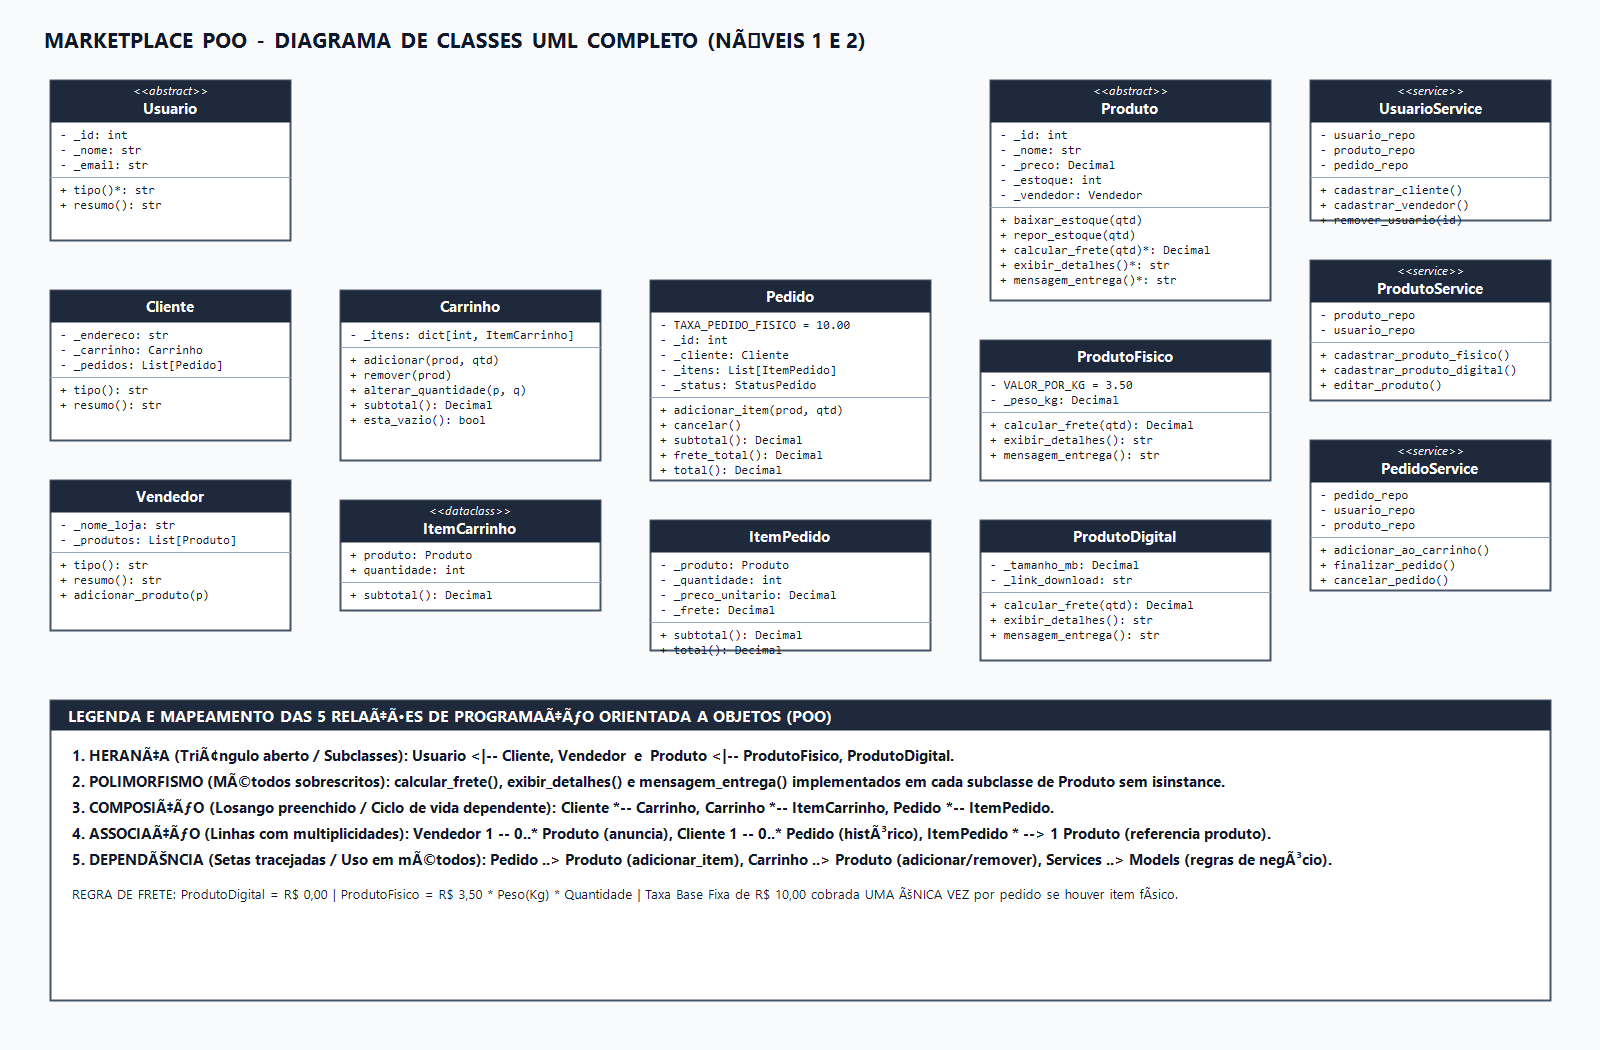 MARKETPLACE POO - DIAGRAMA DE CLASSES UML COMPLETO (NÃ▯VEIS 1 E 2)
<<abstract>>
Usuario
- _id: int
- _nome: str
- _email: str
+ tipo()*: str
+ resumo(): str
Cliente
- _endereco: str
- _carrinho: Carrinho
- _pedidos: List[Pedido]
+ tipo(): str
+ resumo(): str
Vendedor
- _nome_loja: str
- _produtos: List[Produto]
+ tipo(): str
+ resumo(): str
+ adicionar_produto(p)
Carrinho
- _itens: dict[int, ItemCarrinho]
+ adicionar(prod, qtd)
+ remover(prod)
+ alterar_quantidade(p, q)
+ subtotal(): Decimal
+ esta_vazio(): bool
<<dataclass>>
ItemCarrinho
+ produto: Produto
+ quantidade: int
+ subtotal(): Decimal
Pedido
- TAXA_PEDIDO_FISICO = 10.00
- _id: int
- _cliente: Cliente
- _itens: List[ItemPedido]
- _status: StatusPedido
+ adicionar_item(prod, qtd)
+ cancelar()
+ subtotal(): Decimal
+ frete_total(): Decimal
+ total(): Decimal
ItemPedido
- _produto: Produto
- _quantidade: int
- _preco_unitario: Decimal
- _frete: Decimal
+ subtotal(): Decimal
+ total(): Decimal
<<abstract>>
Produto
- _id: int
- _nome: str
- _preco: Decimal
- _estoque: int
- _vendedor: Vendedor
+ baixar_estoque(qtd)
+ repor_estoque(qtd)
+ calcular_frete(qtd)*: Decimal
+ exibir_detalhes()*: str
+ mensagem_entrega()*: str
ProdutoFisico
- VALOR_POR_KG = 3.50
- _peso_kg: Decimal
+ calcular_frete(qtd): Decimal
+ exibir_detalhes(): str
+ mensagem_entrega(): str
ProdutoDigital
- _tamanho_mb: Decimal
- _link_download: str
+ calcular_frete(qtd): Decimal
+ exibir_detalhes(): str
+ mensagem_entrega(): str
<<service>>
UsuarioService
- usuario_repo
- produto_repo
- pedido_repo
+ cadastrar_cliente()
+ cadastrar_vendedor()
+ remover_usuario(id)
<<service>>
ProdutoService
- produto_repo
- usuario_repo
+ cadastrar_produto_fisico()
+ cadastrar_produto_digital()
+ editar_produto()
<<service>>
PedidoService
- pedido_repo
- usuario_repo
- produto_repo
+ adicionar_ao_carrinho()
+ finalizar_pedido()
+ cancelar_pedido()
LEGENDA E MAPEAMENTO DAS 5 RELAÃ‡Ã•ES DE PROGRAMAÃ‡ÃƒO ORIENTADA A OBJETOS (POO)
1. HERANÃ‡A (TriÃ¢ngulo aberto / Subclasses): Usuario <|-- Cliente, Vendedor e Produto <|-- ProdutoFisico, ProdutoDigital.
2. POLIMORFISMO (MÃ©todos sobrescritos): calcular_frete(), exibir_detalhes() e mensagem_entrega() implementados em cada subclasse de Produto sem isinstance.
3. COMPOSIÃ‡ÃƒO (Losango preenchido / Ciclo de vida dependente): Cliente *-- Carrinho, Carrinho *-- ItemCarrinho, Pedido *-- ItemPedido.
4. ASSOCIAÃ‡ÃƒO (Linhas com multiplicidades): Vendedor 1 -- 0..* Produto (anuncia), Cliente 1 -- 0..* Pedido (histÃ³rico), ItemPedido * --> 1 Produto (referencia produto).
5. DEPENDÃŠNCIA (Setas tracejadas / Uso em mÃ©todos): Pedido ..> Produto (adicionar_item), Carrinho ..> Produto (adicionar/remover), Services ..> Models (regras de negÃ³cio).
REGRA DE FRETE: ProdutoDigital = R$ 0,00 | ProdutoFisico = R$ 3,50 * Peso(Kg) * Quantidade | Taxa Base Fixa de R$ 10,00 cobrada UMA ÃšNICA VEZ por pedido se houver item fÃ­sico.